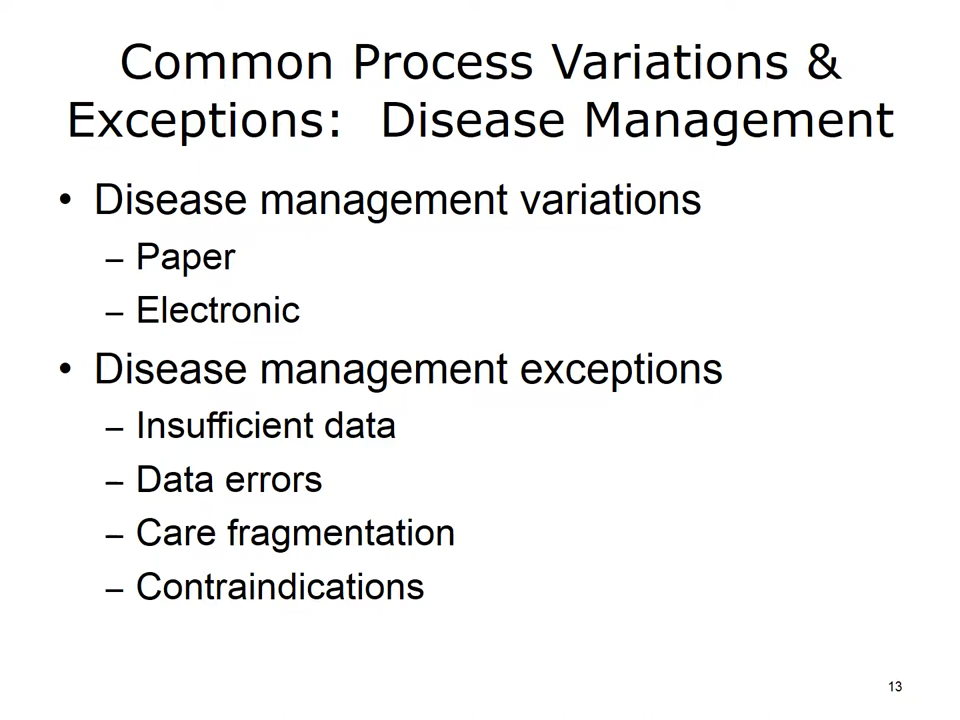 Common Process Variations &
Exceptions:  Disease Management
• Disease management variations
– Paper
– Electronic
• Disease management exceptions
– Insufficient data
– Data errors
– Care fragmentation
– Contraindications
13